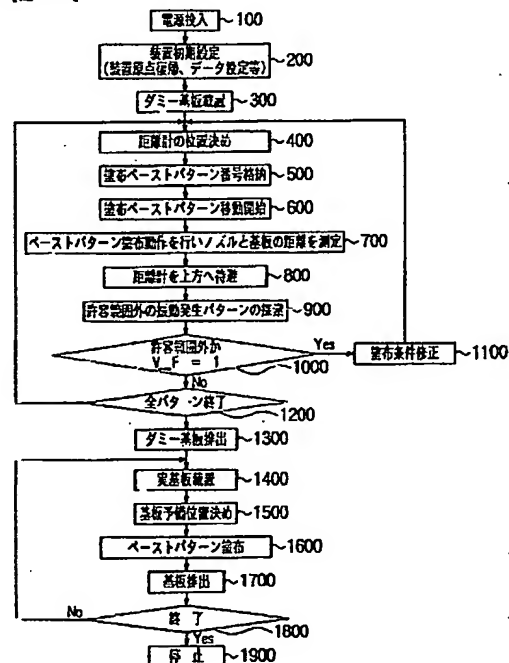 電源投入 100
装置初期設定
(装置原点復帰、データ設定等) 200
ダミー基板載置 300
距離計の位置決め 400
塗布ペーストパターン番号格納 500
塗布ペーストパターン移動開始 600
ペーストパターン塗布動作を行いノズルと基板の距離を測定 700
距離計を上方へ待避 800
許容範囲外の振動発生パターンの探索 900
許容範囲外か
V_F = 1
1000
Yes
塗布条件修正 1100
No
全パターン終了
1200
ダミー基板排出 1300
実基板載置 1400
基板予備位置決め 1500
ペーストパターン塗布 1600
基板排出 1700
No
終 了
1800
Yes
停 止 1900